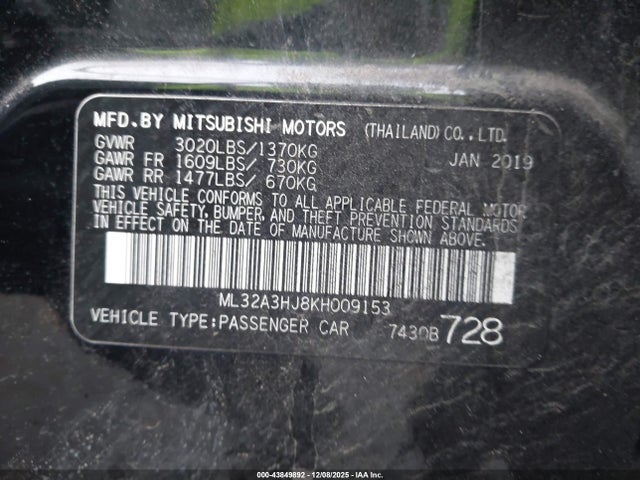 MFD.BY MITSUBISHI MOTORS (THAILAND)CO.,LTD.
GVWR 3020LBS/1370KG
GAWR FR 1609LBS/ 730KG JAN 2019
GAWR RR 1477LBS/ 670KG
THIS VEHICLE CONFORMS TO ALL APPLICABLE FEDERAL MOTOR
VEHICLE SAFETY, BUMPER, AND THEFT PREVENTION STANDARDS
IN EFFECT ON THE DATE OF MANUFACTURE SHOWN ABOVE.
ML32A3HJ8KH009153
VEHICLE TYPE:PASSENGER CAR 7430B 728
000-43849892 • 12/08/2025 • IAA Inc.